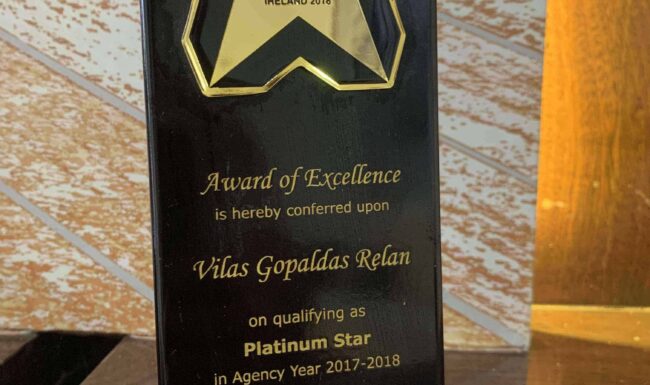 IRELAND 2018
Award of Excellence
is hereby conferred upon
Vilas Gopaldas Relan
on qualifying as
Platinum Star
in Agency Year 2017-2018